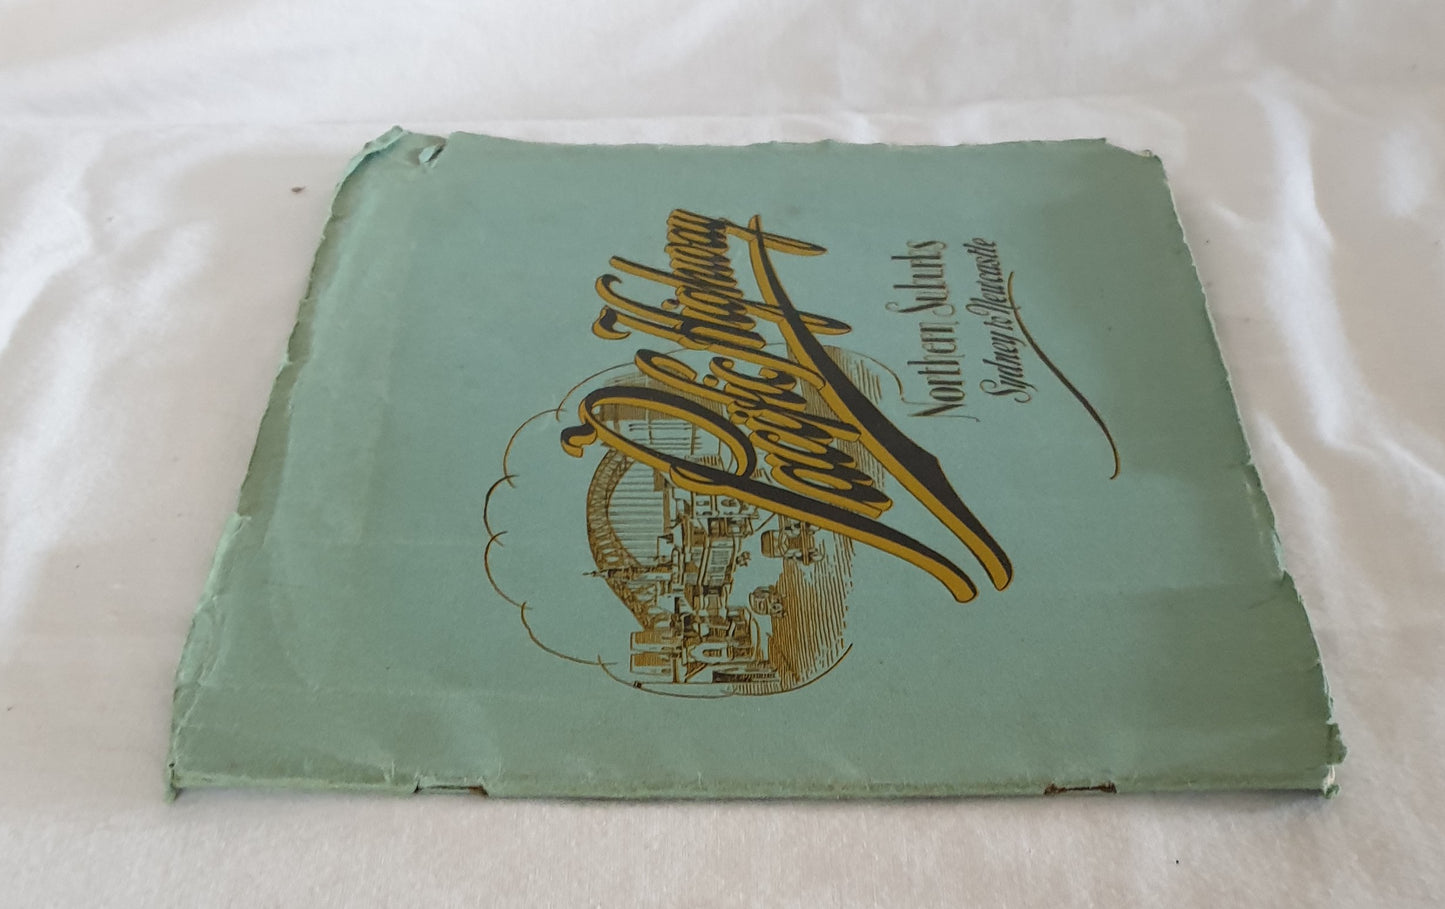 Pacific Highway
Northern Suburbs
Sydney to Newcastle